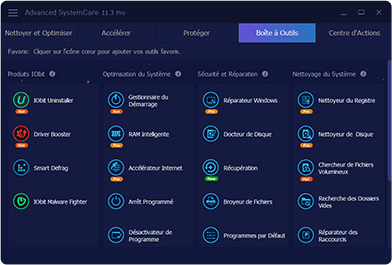 Advanced SystemCare 11.3 Pro
Nettoyer et Optimiser
Accélérer
Protéger
Boîte à Outils
Centre d'Actions
Favoris: Cliquer sur l'icône cœur pour ajouter vos outils favoris.
Produits IObit
Optimisation du Système
Sécurité et Réparation
Nettoyage du Système
IObit Uninstaller
Hot
Gestionnaire du
Démarrage
Réparateur Windows
Pro
Nettoyeur du Registre
Pro
Driver Booster
Hot
RAM Intelligente
Pro
Docteur de Disque
Nettoyeur de Disque
Pro
Smart Defrag
Accélérateur Internet
Pro
Récupération
New
Chercheur de Fichiers
Volumineux
Hot
IObit Malware Fighter
Arrêt Programmé
Broyeur de Fichiers
Recherche des Dossiers
Vides
Désactivateur de
Programme
Programmes par Défaut
Réparateur des
Raccourcis